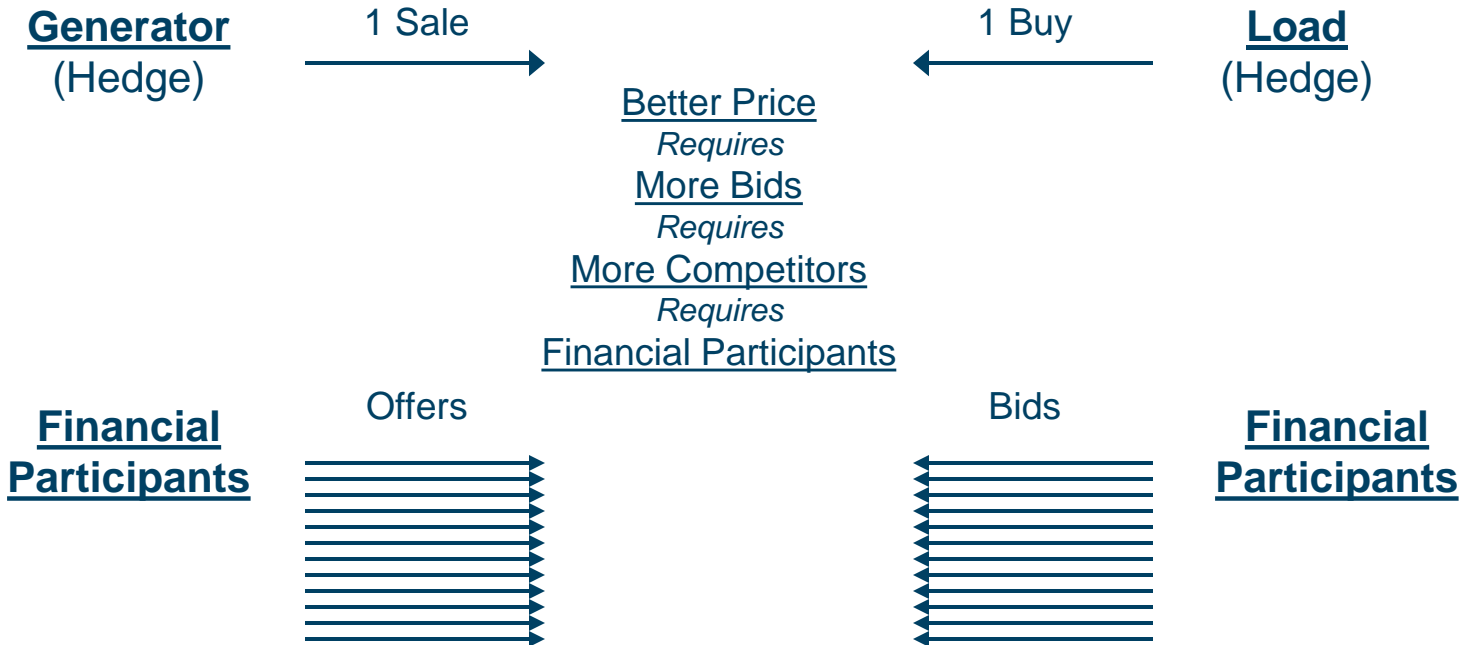 Generator
(Hedge)
1 Sale
1 Buy
Load
(Hedge)
Better Price
Requires
More Bids
Requires
More Competitors
Requires
Financial Participants
Financial
Participants
Offers
Bids
Financial
Participants